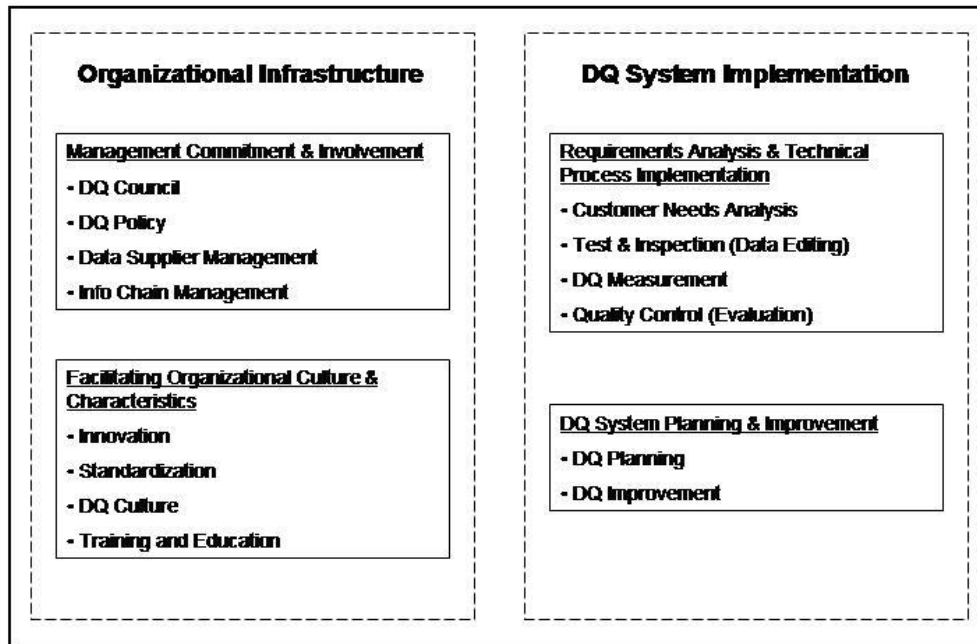 Organizational Infrastructure
Management Commitment & Involvement
- DQ Council
- DQ Policy
- Data Supplier Management
- Info Chain Management
Facilitating Organizational Culture &
Characteristics
- Innovation
- Standardization
- DQ Culture
- Training and Education
DQ System Implementation
Requirements Analysis & Technical
Process Implementation
- Customer Needs Analysis
- Test & Inspection (Data Editing)
- DQ Measurement
- Quality Control (Evaluation)
DQ System Planning & Improvement
- DQ Planning
- DQ Improvement